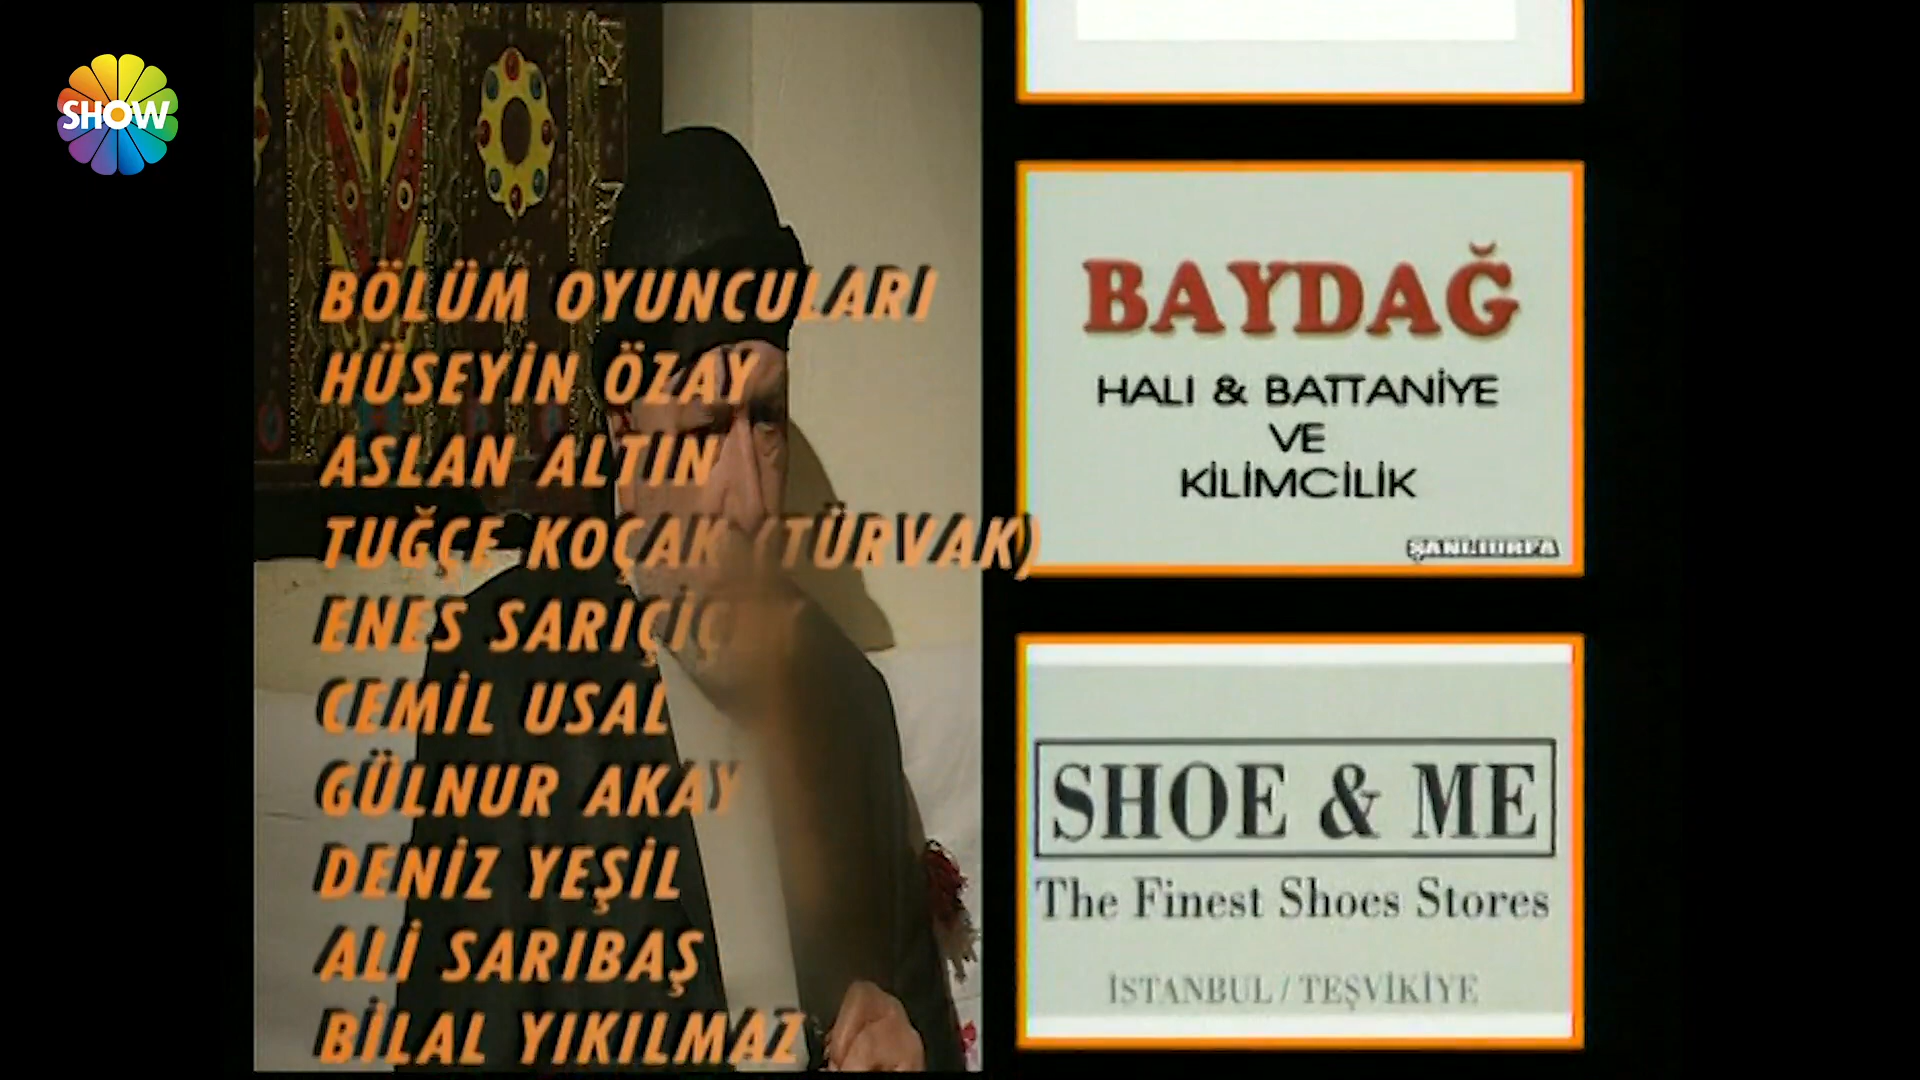 SHOW
BÖLÜM OYUNCULARI
HÜSEYİN ÖZAY
ASLAN ALTIN
TUĞÇE KOÇAK (TÜRVAK)
ENES SARIÇİÇEK
CEMİL USAL
GÜLNUR AKAY
DENİZ YEŞİL
ALİ SARIBAŞ
BİLAL YIKILMAZ
BAYDAĞ
HALI & BATTANİYE
VE
KİLİMCİLİK
ŞANLIURFA
SHOE & ME
The Finest Shoes Stores
İSTANBUL / TEŞVİKİYE